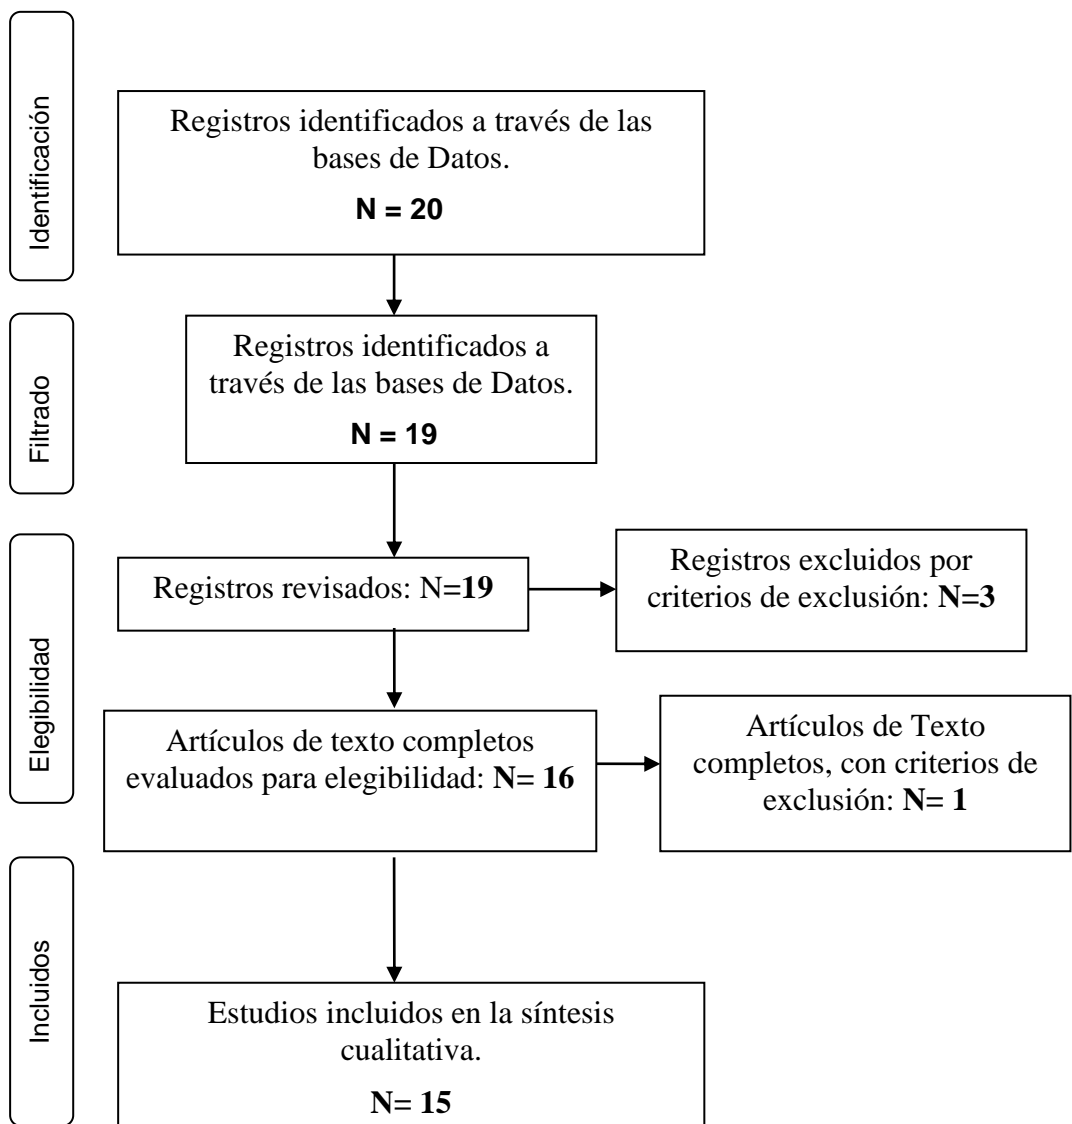 Identificación
Registros identificados a través de las
bases de Datos.
N = 20
Filtrado
Registros identificados a
través de las bases de Datos.
N = 19
Elegibilidad
Registros revisados: N=19
Registros excluidos por
criterios de exclusión: N=3
Artículos de texto completos
evaluados para elegibilidad: N= 16
Artículos de Texto
completos, con criterios de
exclusión: N= 1
Incluidos
Estudios incluidos en la síntesis
cualitativa.
N= 15